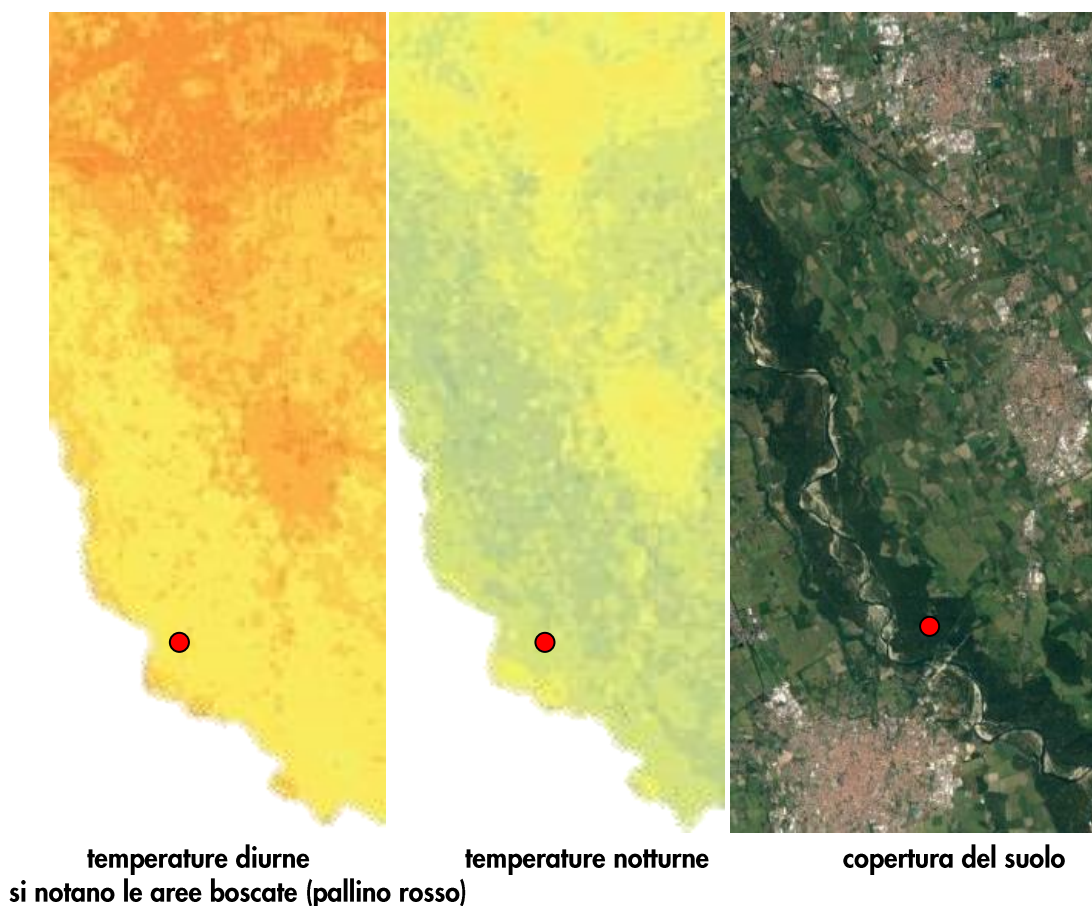 temperature diurne
si notano le aree boscate (pallino rosso)
temperature notturne
copertura del suolo